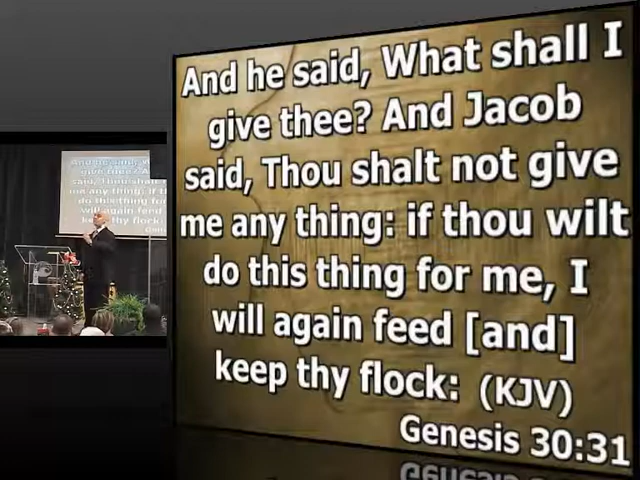 And he said, What shall I
give thee? And Jacob
said, Thou shalt not give
me any thing: if thou wilt
do this thing for me, I
will again feed [and]
keep thy flock: (KJV)
Genesis 30:31